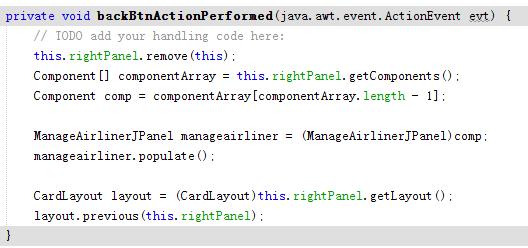 private void backBtnActionPerformed(java.awt.event.ActionEvent evt) {
    // TODO add your handling code here:
    this.rightPanel.remove(this);
    Component[] componentArray = this.rightPanel.getComponents();
    Component comp = componentArray[componentArray.length - 1];

    ManageAirlinerJPanel manageairliner = (ManageAirlinerJPanel)comp;
    manageairliner.populate();

    CardLayout layout = (CardLayout)this.rightPanel.getLayout();
    layout.previous(this.rightPanel);
}